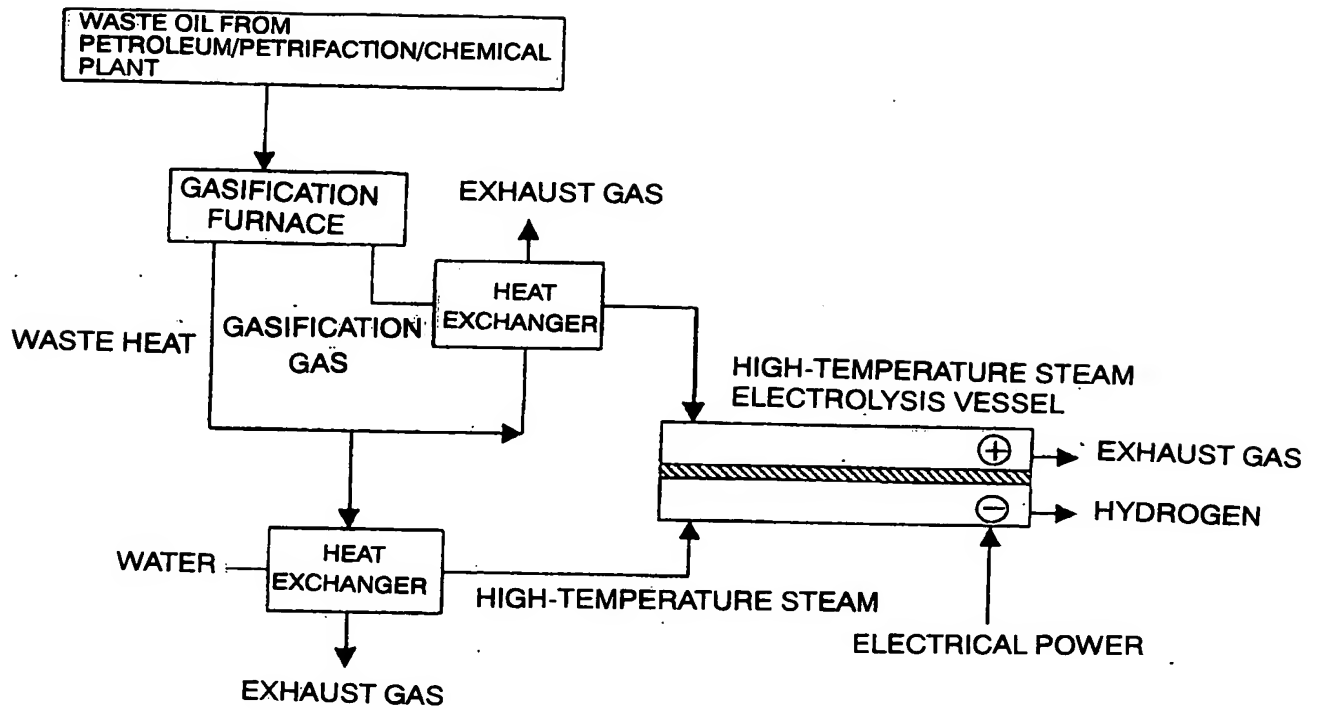 WASTE OIL FROM
PETROLEUM/PETRIFACTION/CHEMICAL
PLANT
GASIFICATION
FURNACE
EXHAUST GAS
HEAT
EXCHANGER
WASTE HEAT
GASIFICATION
GAS
HIGH-TEMPERATURE STEAM
ELECTROLYSIS VESSEL
+
EXHAUST GAS
−
HYDROGEN
WATER
HEAT
EXCHANGER
HIGH-TEMPERATURE STEAM
ELECTRICAL POWER
EXHAUST GAS